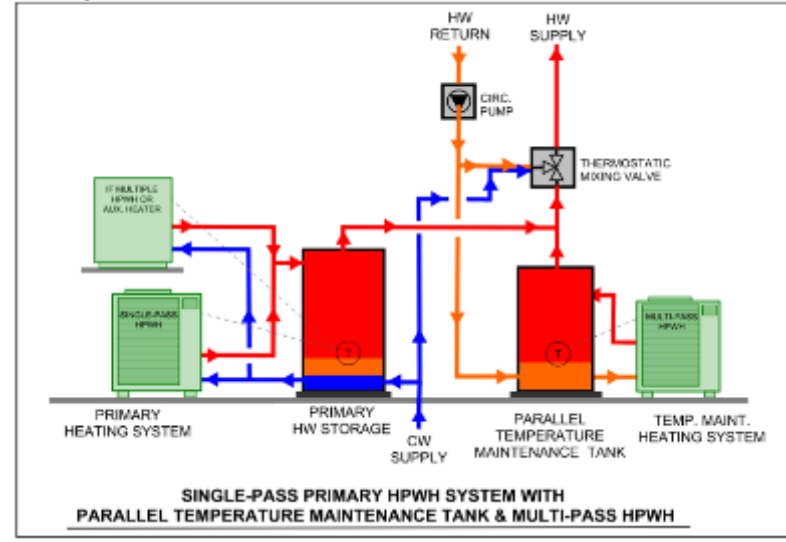 HW
RETURN
HW
SUPPLY
CIRC.
PUMP
THERMOSTATIC
MIXING VALVE
IF MULTIPLE
HPWH OR
AUX. HEATER
SINGLE-PASS
HPWH
T
T
MULTI-PASS
HPWH
PRIMARY
HEATING SYSTEM
PRIMARY
HW STORAGE
CW
SUPPLY
PARALLEL
TEMPERATURE
MAINTENANCE TANK
TEMP. MAINT.
HEATING SYSTEM
SINGLE-PASS PRIMARY HPWH SYSTEM WITH
PARALLEL TEMPERATURE MAINTENANCE TANK & MULTI-PASS HPWH